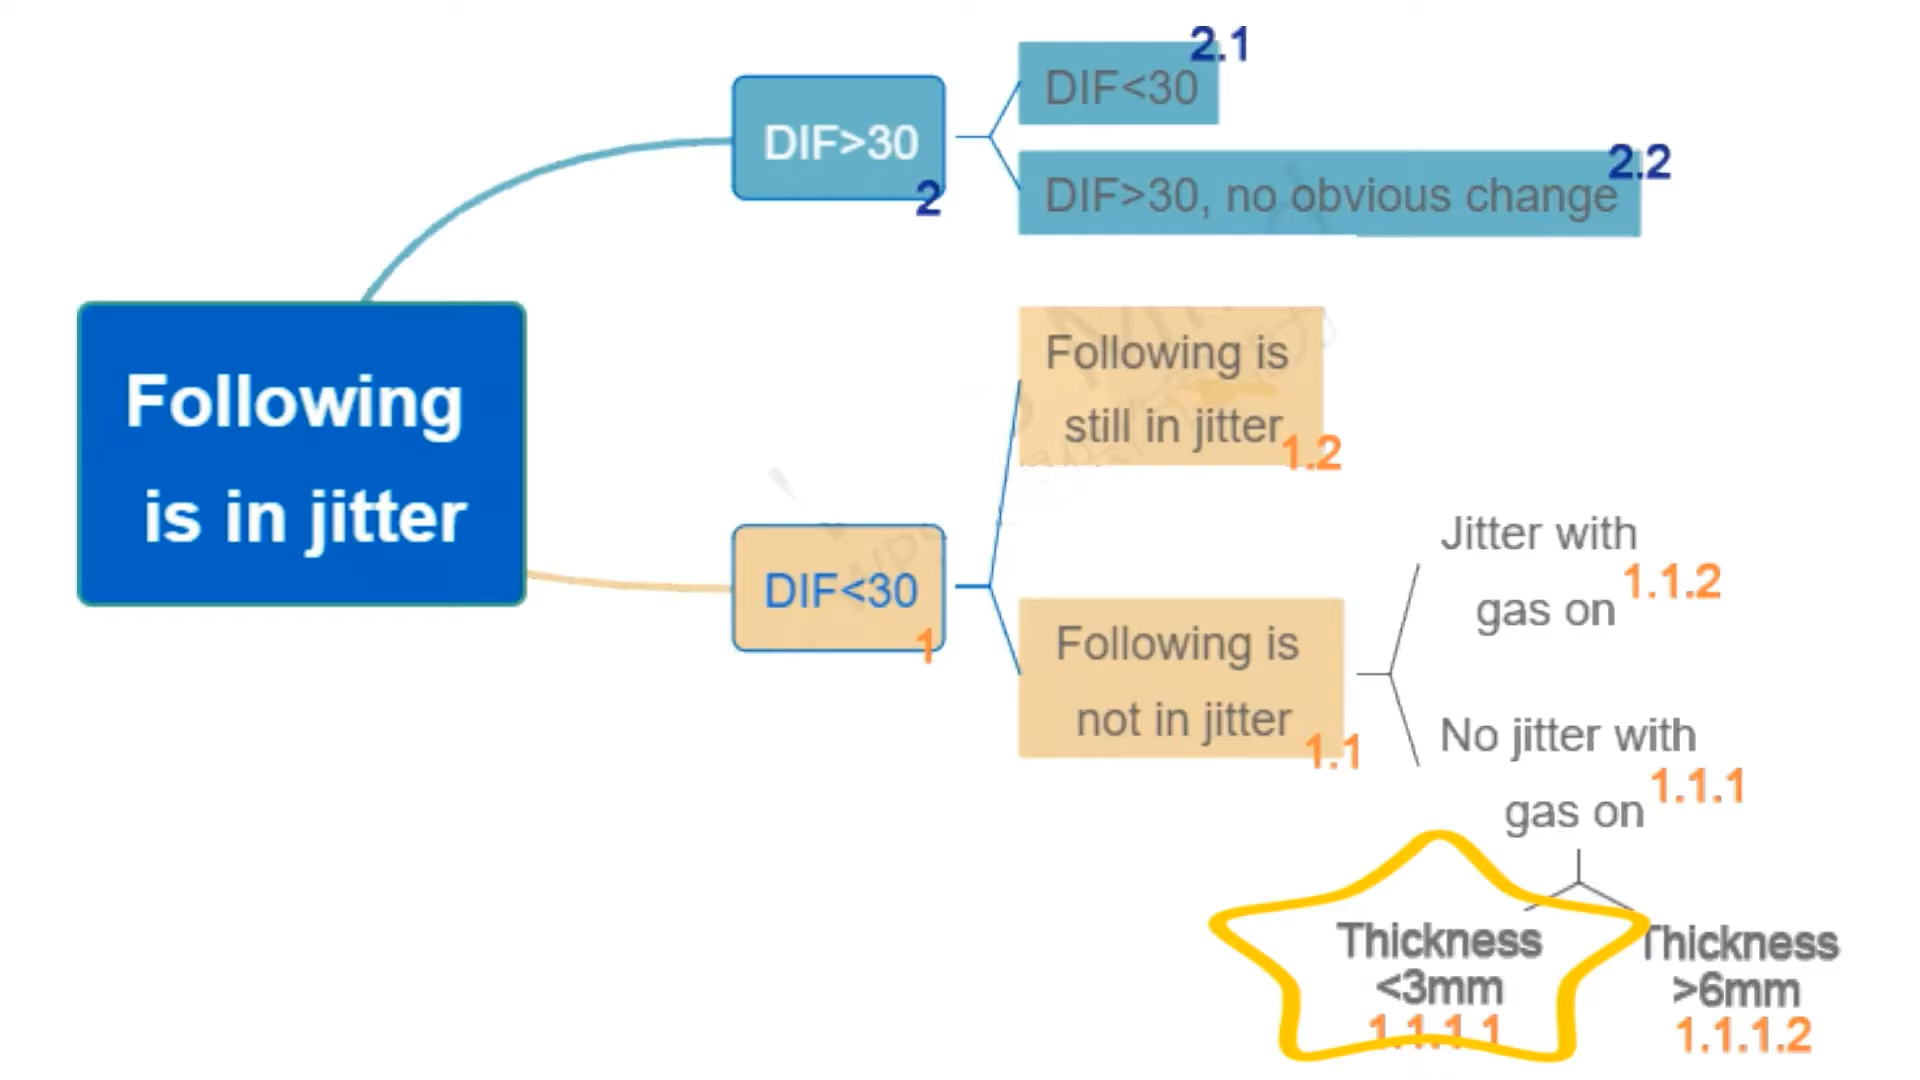 2.1
DIF<30
DIF>30
2
2.2
DIF>30, no obvious change
Following
is in jitter
Following is
still in jitter
1.2
DIF<30
1
Following is
not in jitter
1.1
Jitter with
gas on
1.1.2
No jitter with
gas on
1.1.1
Thickness
<3mm
1.1.1.1
Thickness
>6mm
1.1.1.2